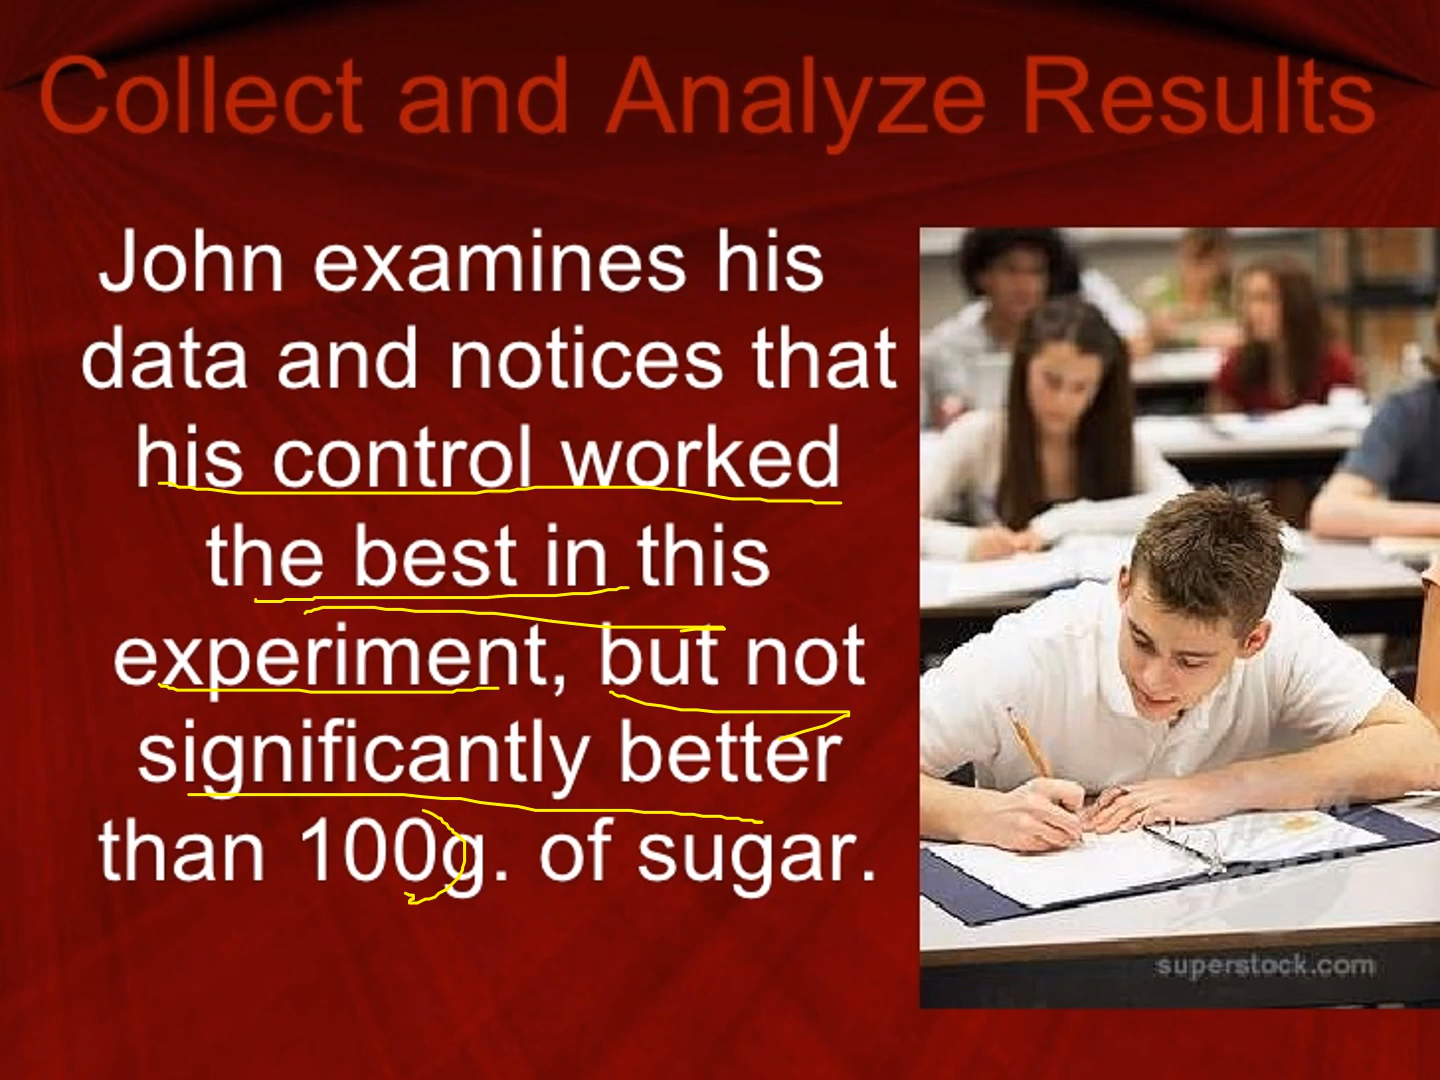 Collect and Analyze Results
John examines his
data and notices that
his control worked
the best in this
experiment, but not
significantly better
than 100g. of sugar.
superstock.com